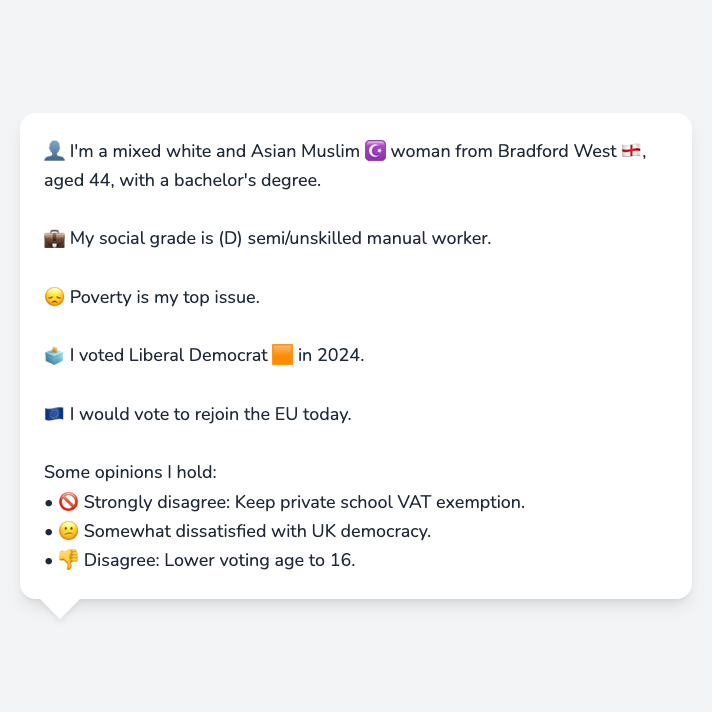 👤 I'm a mixed white and Asian Muslim ☪️ woman from Bradford West 🏴󠁧󠁢󠁥󠁮󠁧󠁿,
aged 44, with a bachelor's degree.
💼 My social grade is (D) semi/unskilled manual worker.
😞 Poverty is my top issue.
🗳️ I voted Liberal Democrat 🟧 in 2024.
🇪🇺 I would vote to rejoin the EU today.
Some opinions I hold:
• 🚫 Strongly disagree: Keep private school VAT exemption.
• 🙁 Somewhat dissatisfied with UK democracy.
• 👎 Disagree: Lower voting age to 16.